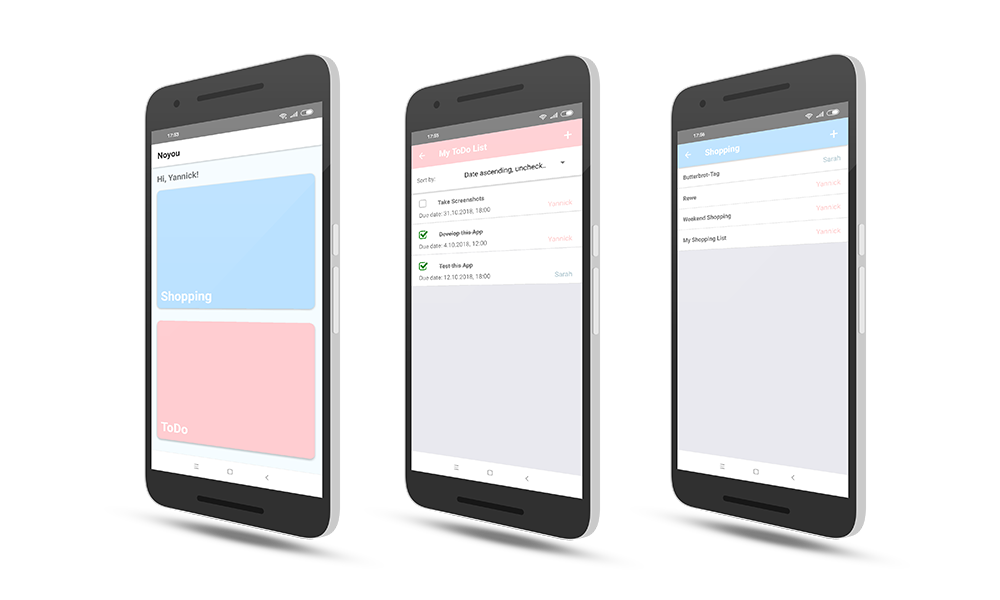 17:53
Noyou
Hi, Yannick!
Shopping
ToDo
17:55
My ToDo List
Sort by: Date ascending, uncheck..
Take Screenshots
Due date: 31.10.2018, 18:00 Yannick
Develop this App
Due date: 4.10.2018, 12:00 Yannick
Test this App
Due date: 12.10.2018, 18:00 Sarah
17:56
Shopping
Butterbrot-Tag Sarah
Rewe Yannick
Weekend Shopping Yannick
My Shopping List Yannick